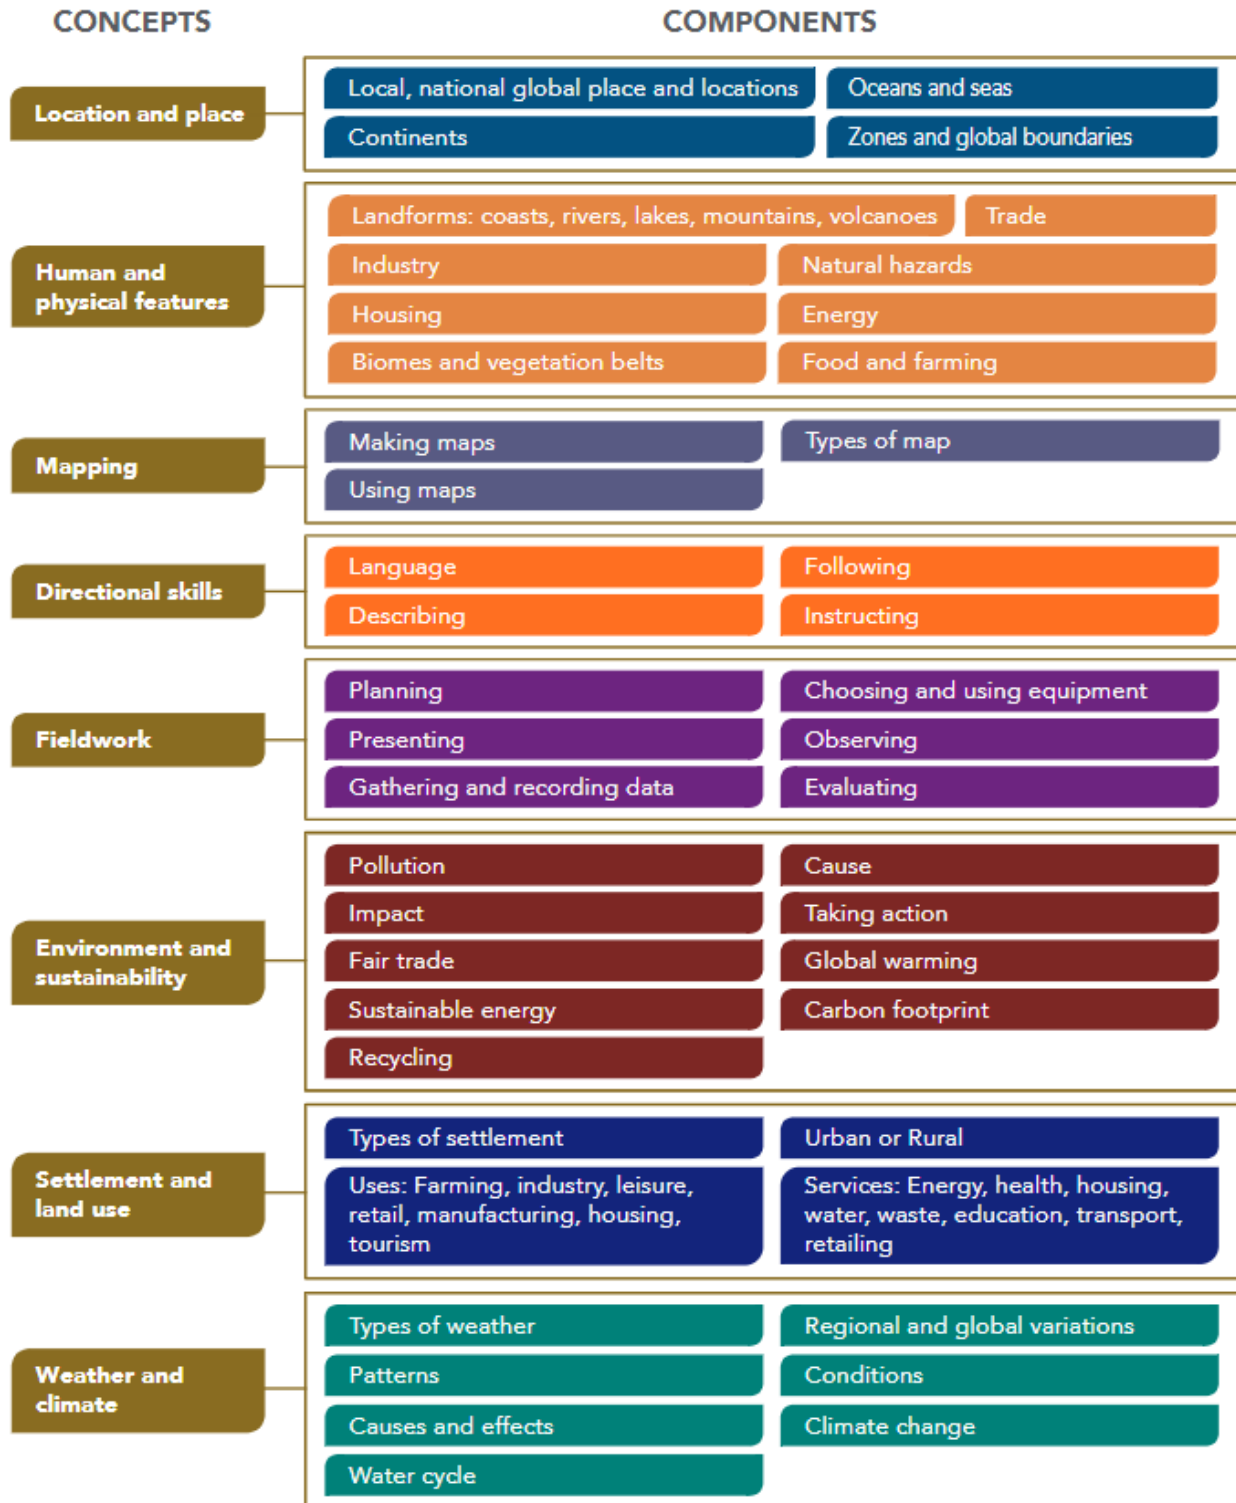 CONCEPTS
COMPONENTS
Location and place
Local, national global place and locations
Oceans and seas
Continents
Zones and global boundaries
Human and
physical features
Landforms: coasts, rivers, lakes, mountains, volcanoes
Trade
Industry
Natural hazards
Housing
Energy
Biomes and vegetation belts
Food and farming
Mapping
Making maps
Types of map
Using maps
Directional skills
Language
Following
Describing
Instructing
Fieldwork
Planning
Choosing and using equipment
Presenting
Observing
Gathering and recording data
Evaluating
Environment and
sustainability
Pollution
Cause
Impact
Taking action
Fair trade
Global warming
Sustainable energy
Carbon footprint
Recycling
Settlement and
land use
Types of settlement
Urban or Rural
Uses: Farming, industry, leisure,
retail, manufacturing, housing,
tourism
Services: Energy, health, housing,
water, waste, education, transport,
retailing
Weather and
climate
Types of weather
Regional and global variations
Patterns
Conditions
Causes and effects
Climate change
Water cycle